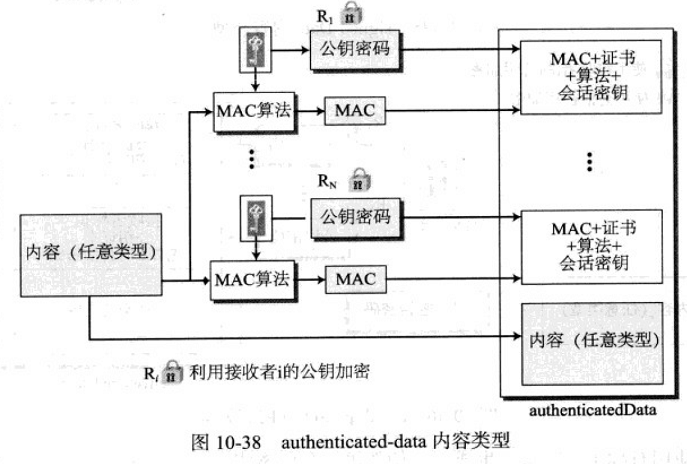 R1
公钥密码
MAC+证书
+算法+
会话密钥
MAC算法
MAC
RN
公钥密码
MAC+证书
+算法+
会话密钥
内容（任意类型）
MAC算法
MAC
内容（任意类型）
Ri 利用接收者i的公钥加密
authenticatedData
图 10-38 authenticated-data 内容类型